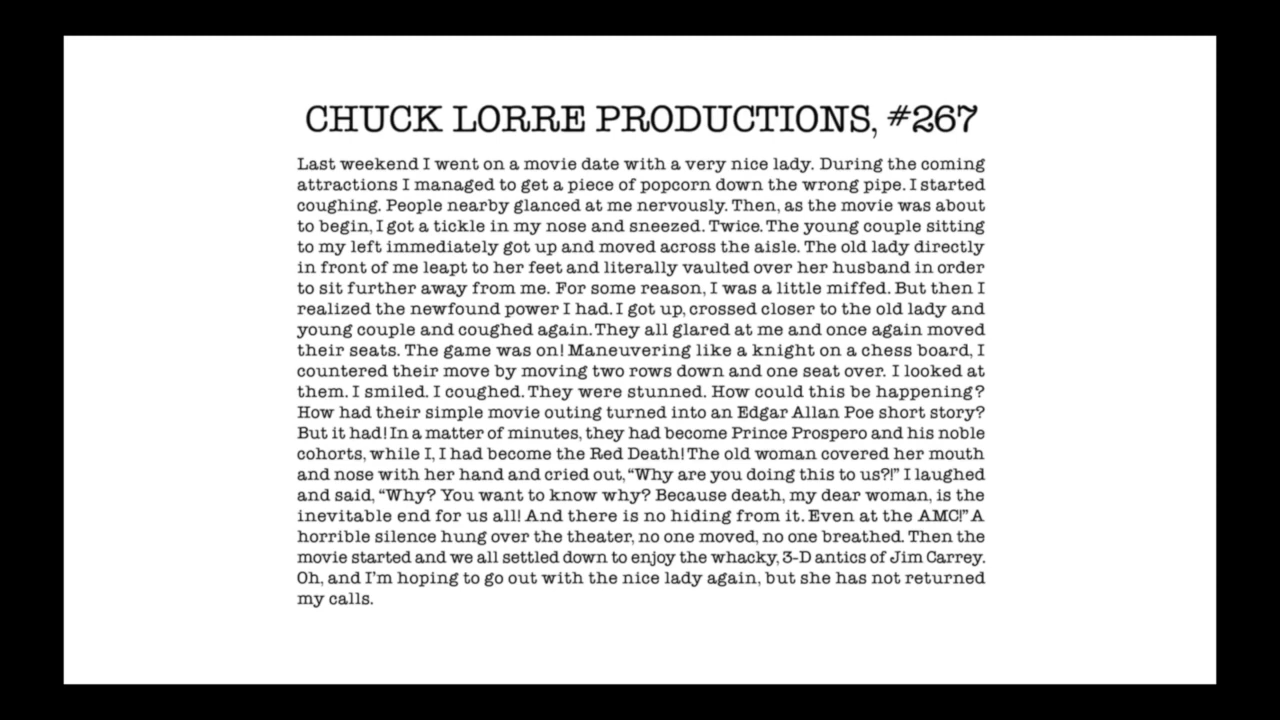 CHUCK LORRE PRODUCTIONS, #267
Last weekend I went on a movie date with a very nice lady. During the coming
attractions I managed to get a piece of popcorn down the wrong pipe. I started
coughing. People nearby glanced at me nervously. Then, as the movie was about
to begin, I got a tickle in my nose and sneezed. Twice. The young couple sitting
to my left immediately got up and moved across the aisle. The old lady directly
in front of me leapt to her feet and literally vaulted over her husband in order
to sit further away from me. For some reason, I was a little miffed. But then I
realized the newfound power I had. I got up, crossed closer to the old lady and
young couple and coughed again. They all glared at me and once again moved
their seats. The game was on! Maneuvering like a knight on a chess board, I
countered their move by moving two rows down and one seat over. I looked at
them. I smiled. I coughed. They were stunned. How could this be happening?
How had their simple movie outing turned into an Edgar Allan Poe short story?
But it had! In a matter of minutes, they had become Prince Prospero and his noble
cohorts, while I, I had become the Red Death! The old woman covered her mouth
and nose with her hand and cried out, “Why are you doing this to us?!” I laughed
and said, “Why? You want to know why? Because death, my dear woman, is the
inevitable end for us all! And there is no hiding from it. Even at the AMC!” A
horrible silence hung over the theater, no one moved, no one breathed. Then the
movie started and we all settled down to enjoy the whacky, 3-D antics of Jim Carrey.
Oh, and I’m hoping to go out with the nice lady again, but she has not returned
my calls.